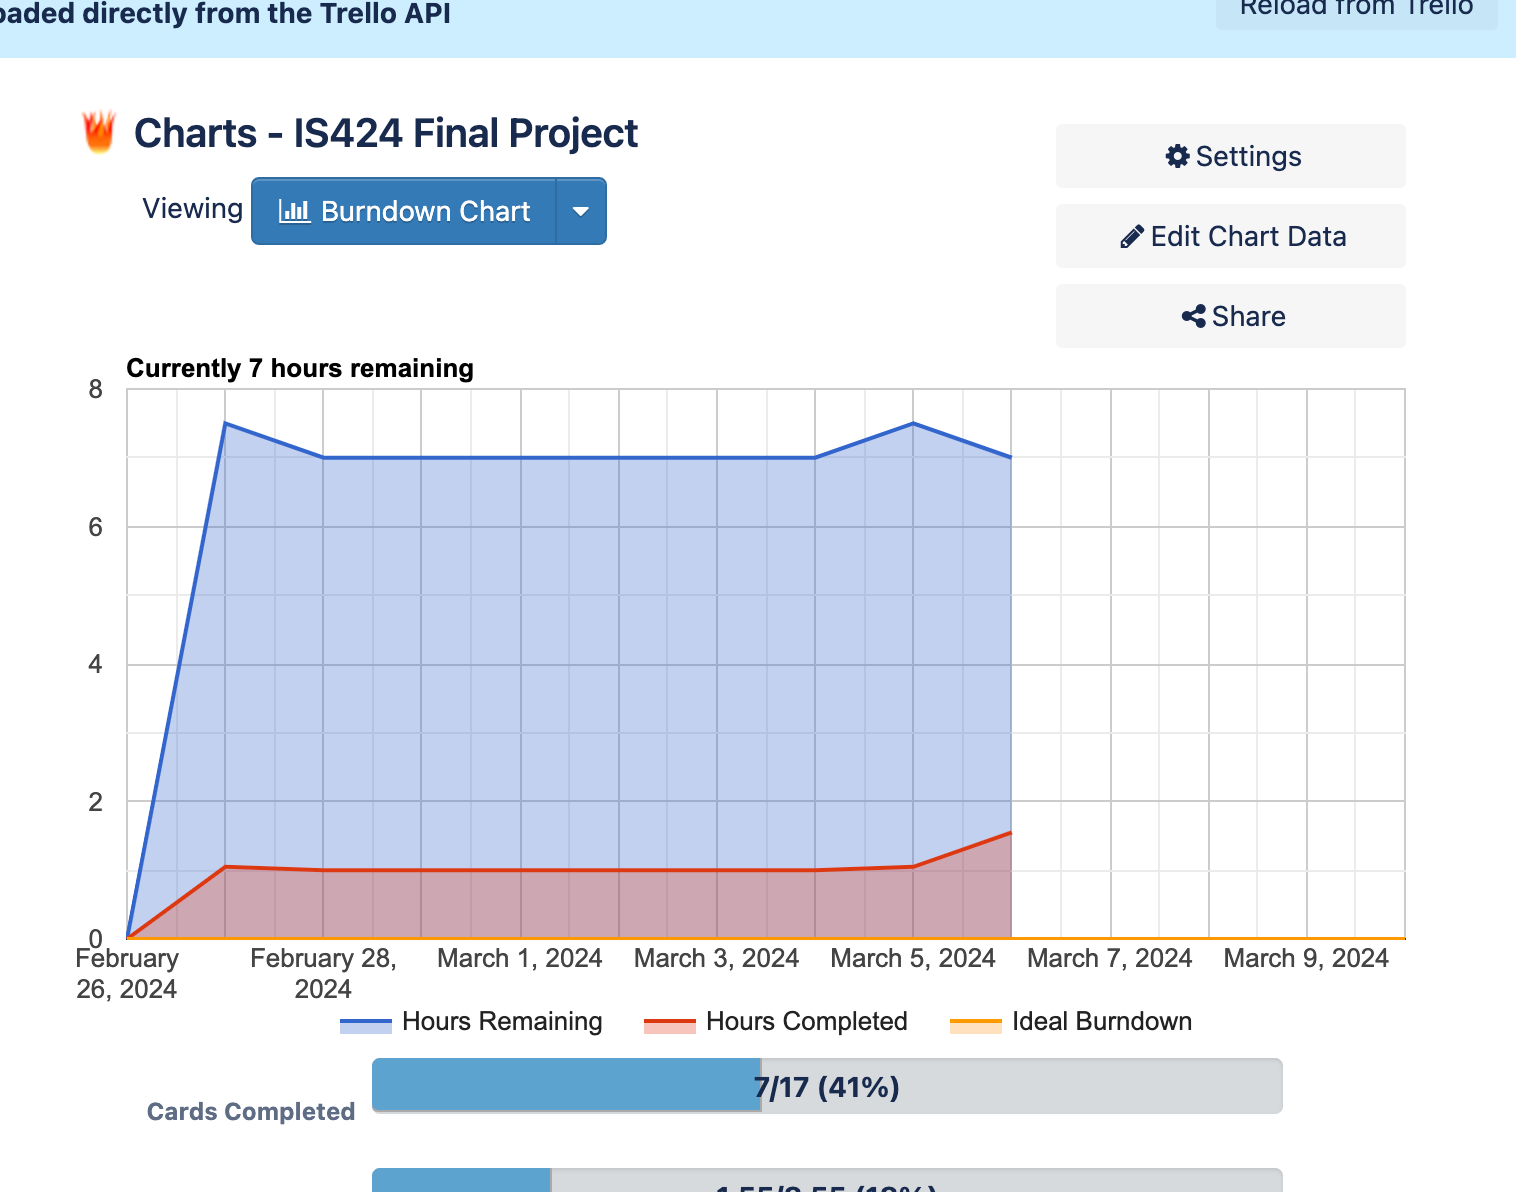 oaded directly from the Trello API
Reload from Trello
Charts - IS424 Final Project
Settings
Viewing
Burndown Chart
Edit Chart Data
Share
Currently 7 hours remaining
8
6
4
2
0
February 26, 2024
February 28, 2024
March 1, 2024
March 3, 2024
March 5, 2024
March 7, 2024
March 9, 2024
Hours Remaining
Hours Completed
Ideal Burndown
Cards Completed
7/17 (41%)